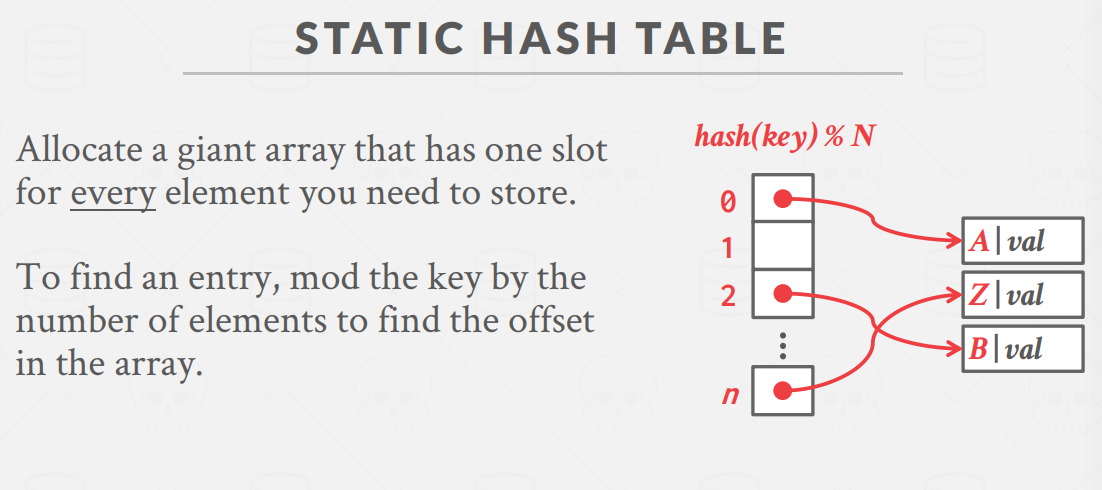 STATIC HASH TABLE
Allocate a giant array that has one slot
for every element you need to store.
To find an entry, mod the key by the
number of elements to find the offset
in the array.
hash(key) % N
0
1
2
⋮
n
A|val
Z|val
B|val